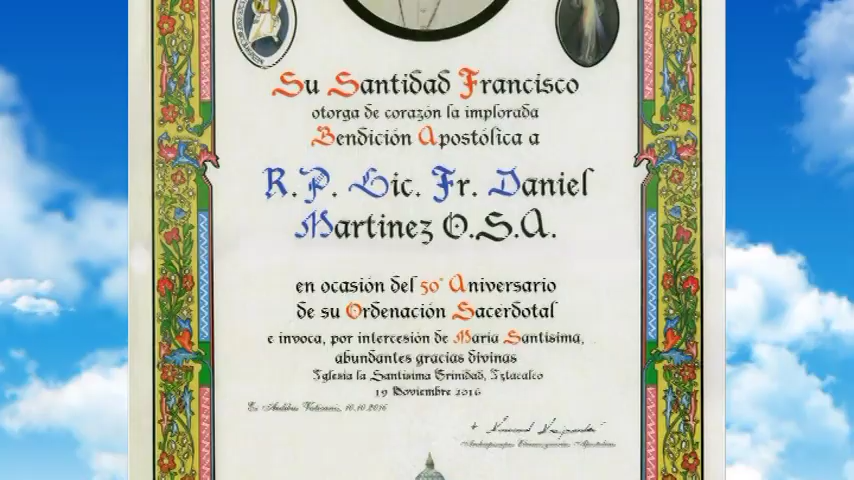 Su Santidad Francisco
otorga de corazón la implorada
Bendición Apostólica a
R. P. Lic. Fr. Daniel
Martinez O.S.A.
en ocasión del 50° Aniversario
de su Ordenación Sacerdotal
e invoca, por intercesión de María Santísima,
abundantes gracias divinas
Iglesia la Santisima Trinidad, Iztacalco
19 Noviembre 2016
Ex Aedibus Vaticanis, 10.10.2016